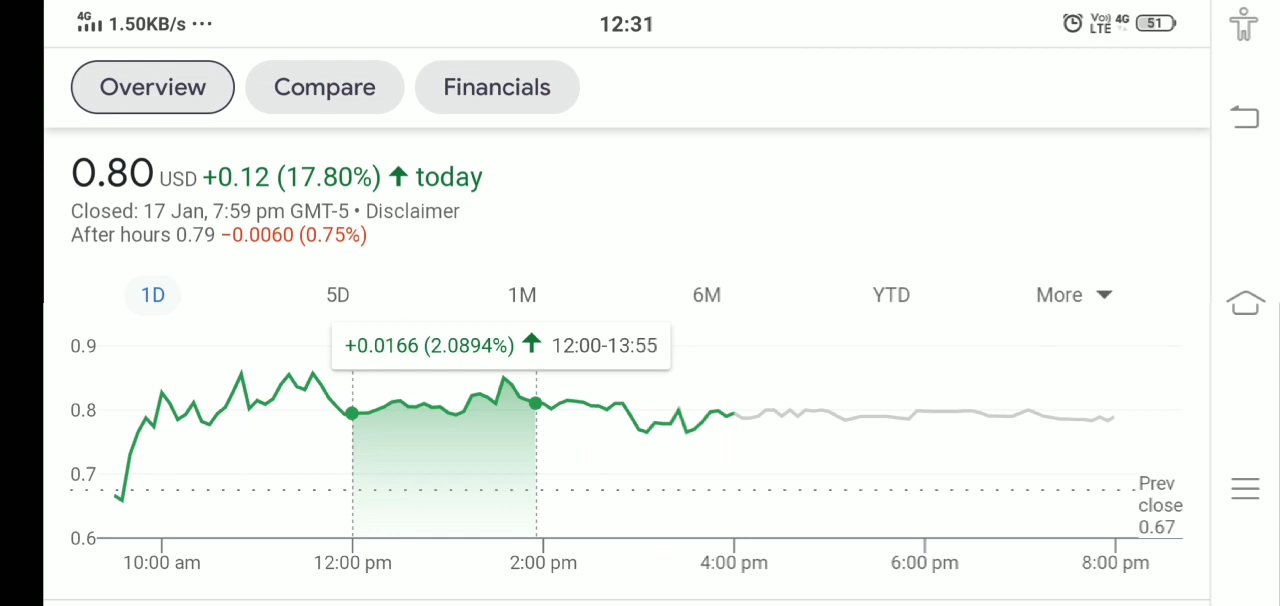 4G 1.50KB/s ··· 12:31 Vo)) LTE 4G 51
Overview Compare Financials
0.80 USD +0.12 (17.80%) ↑ today
Closed: 17 Jan, 7:59 pm GMT-5 • Disclaimer
After hours 0.79 −0.0060 (0.75%)
1D 5D 1M 6M YTD More
+0.0166 (2.0894%) ↑ 12:00-13:55
0.9
0.8
0.7
Prev
close
0.67
0.6
10:00 am 12:00 pm 2:00 pm 4:00 pm 6:00 pm 8:00 pm